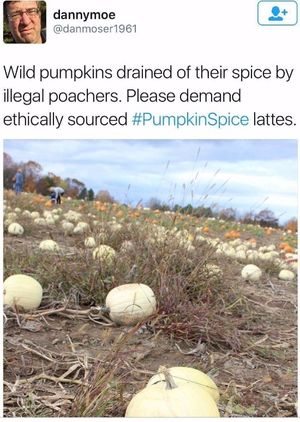 dannymoe
@danmoser1961
Wild pumpkins drained of their spice by
illegal poachers. Please demand
ethically sourced #PumpkinSpice lattes.